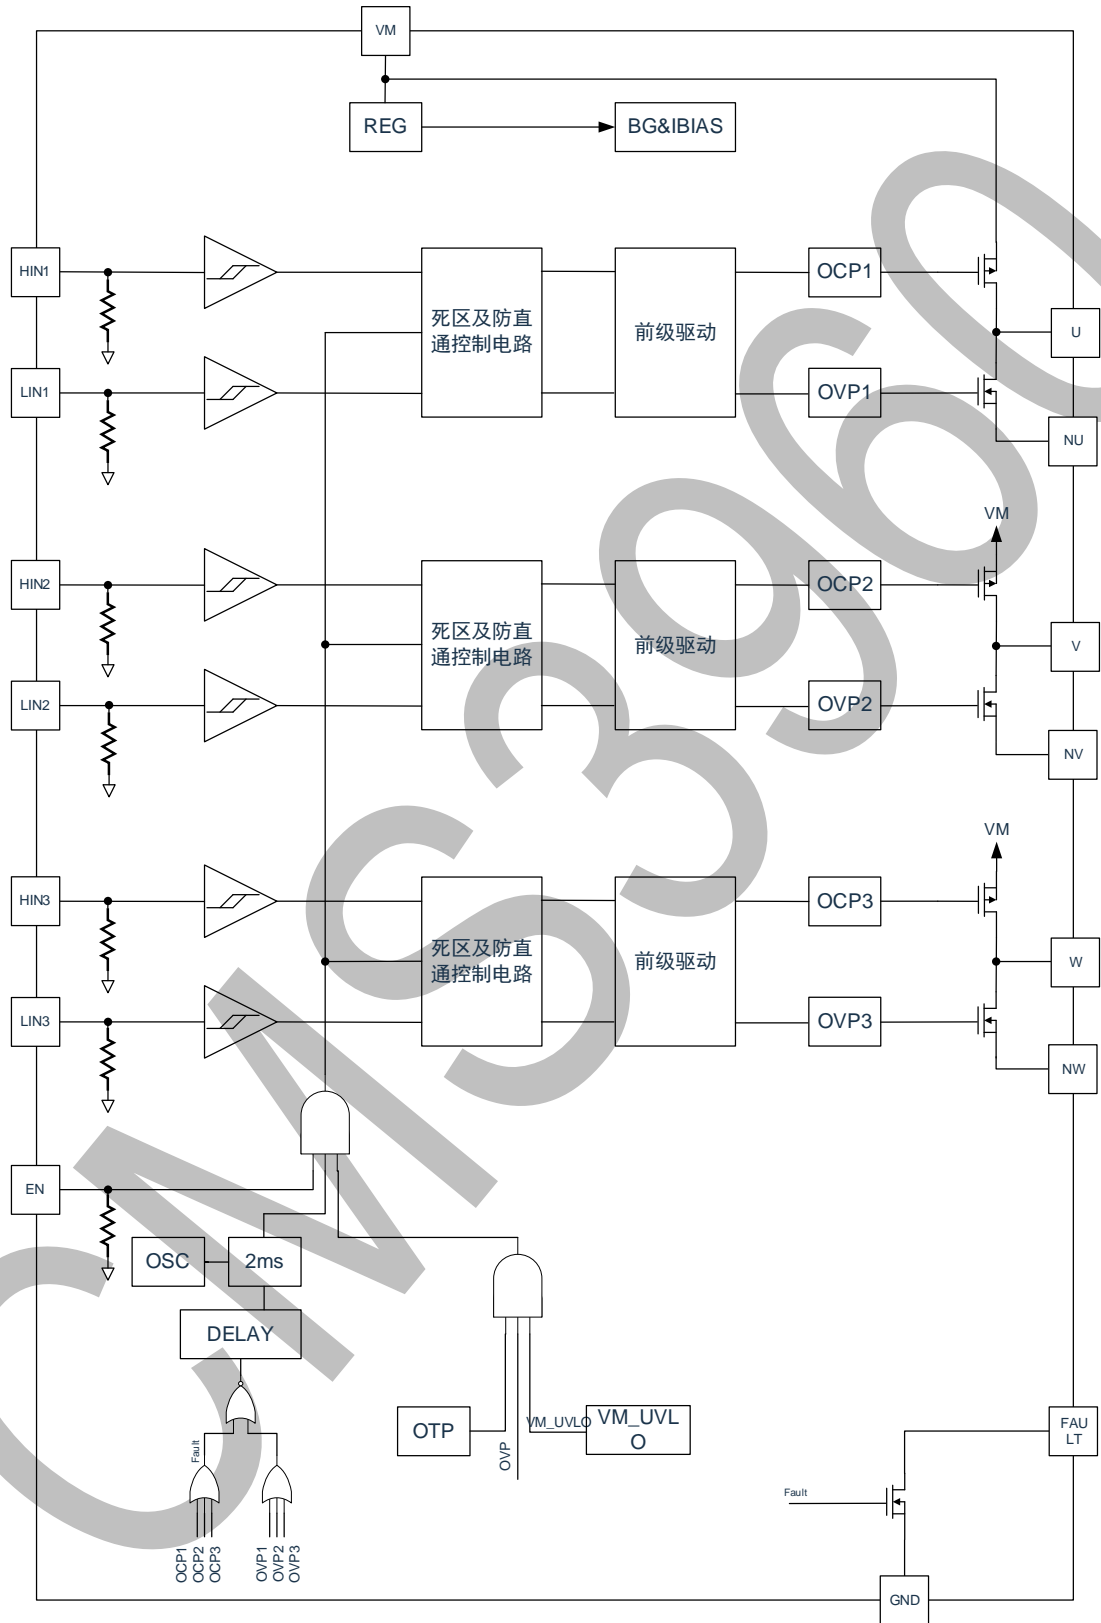 VM
REG
BG&IBIAS
HIN1
死区及防直
通控制电路
前级驱动
OCP1
U
LIN1
OVP1
NU
VM
HIN2
死区及防直
通控制电路
前级驱动
OCP2
V
LIN2
OVP2
NV
VM
HIN3
死区及防直
通控制电路
前级驱动
OCP3
W
LIN3
OVP3
NW
EN
OSC
2ms
DELAY
OTP
OVP
VM_UVLO
VM_UVL
O
Fault
OCP1
OCP2
OCP3
OVP1
OVP2
OVP3
Fault
FAU
LT
GND
CMS3960